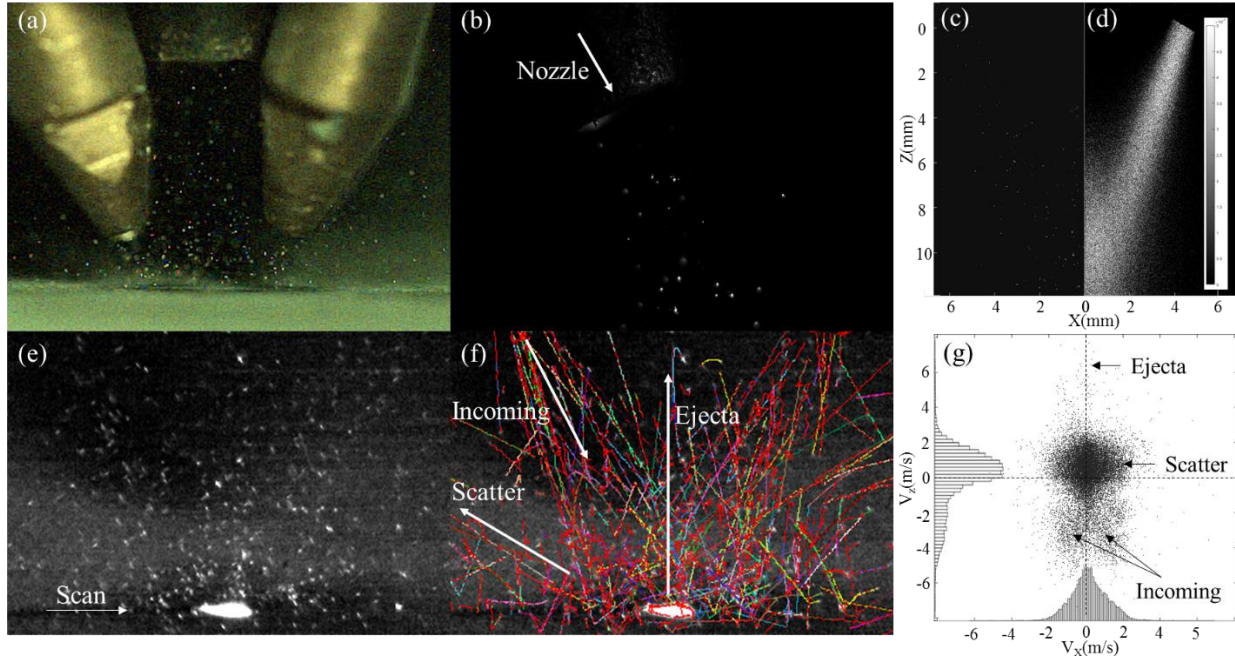 (a)
(b)
Nozzle
(c)
(d)
0
2
4
6
8
10
Z(mm)
6
4
2
0
2
4
6
X(mm)
(e)
Scan
(f)
Incoming
Ejecta
Scatter
(g)
Ejecta
Scatter
Incoming
6
4
2
0
-2
-4
-6
Vz(m/s)
-6
-4
-2
0
2
4
5
Vx(m/s)